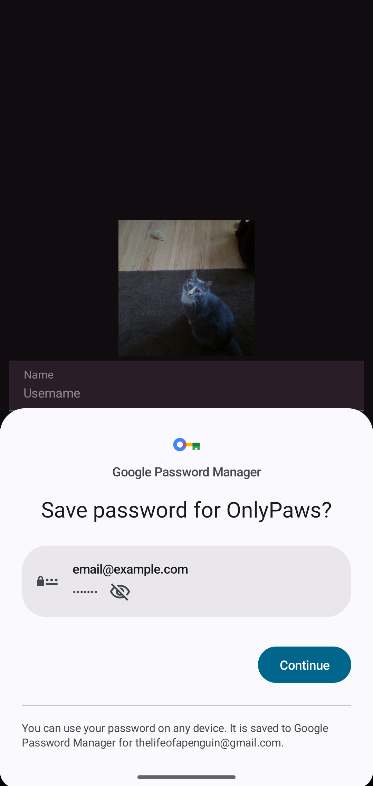 Name
Username
Google Password Manager
Save password for OnlyPaws?
email@example.com
•••••••
Continue
You can use your password on any device. It is saved to Google
Password Manager for thelifeofapenguin@gmail.com.